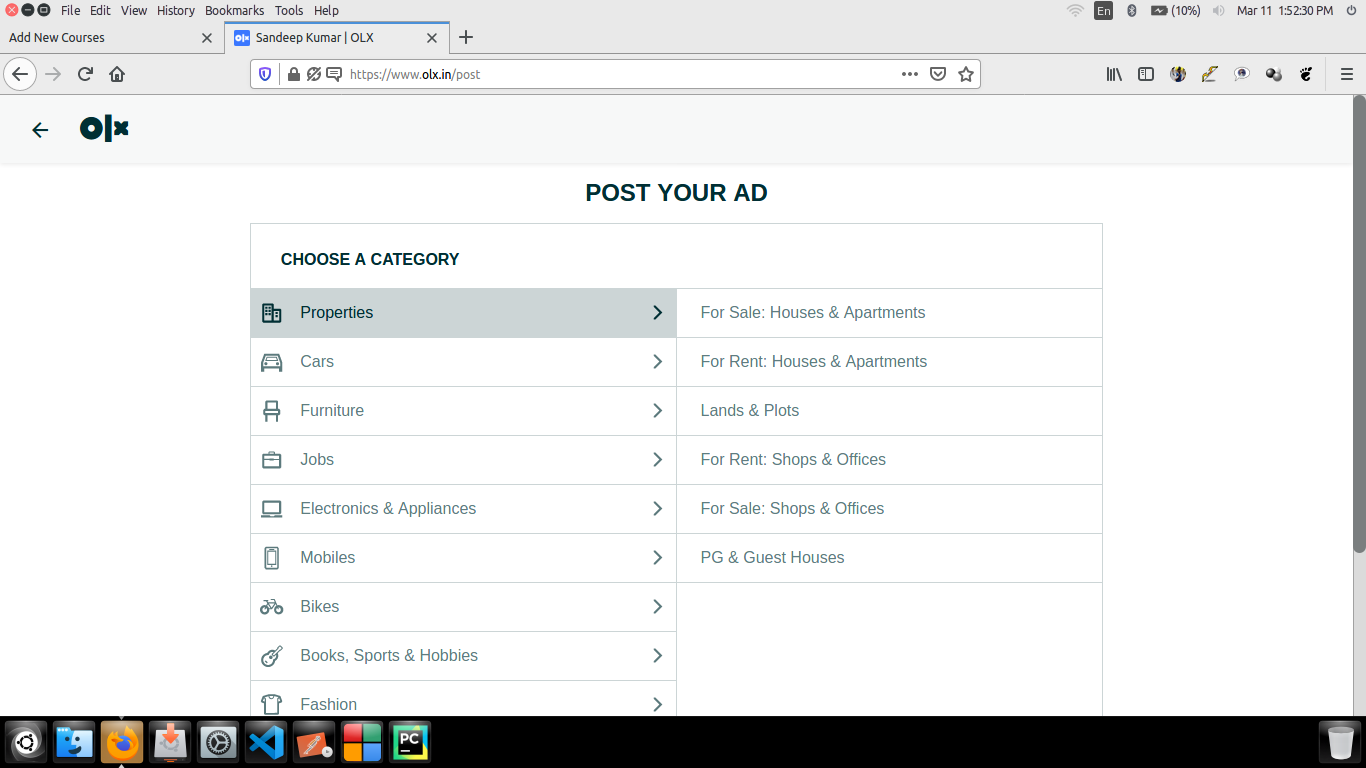 File Edit View History Bookmarks Tools Help
En (10%) Mar 11 1:52:30 PM
Add New Courses
olx Sandeep Kumar | OLX
https://www.olx.in/post
olx
POST YOUR AD
CHOOSE A CATEGORY
Properties
For Sale: Houses & Apartments
Cars
For Rent: Houses & Apartments
Furniture
Lands & Plots
Jobs
For Rent: Shops & Offices
Electronics & Appliances
For Sale: Shops & Offices
Mobiles
PG & Guest Houses
Bikes
Books, Sports & Hobbies
Fashion
PC